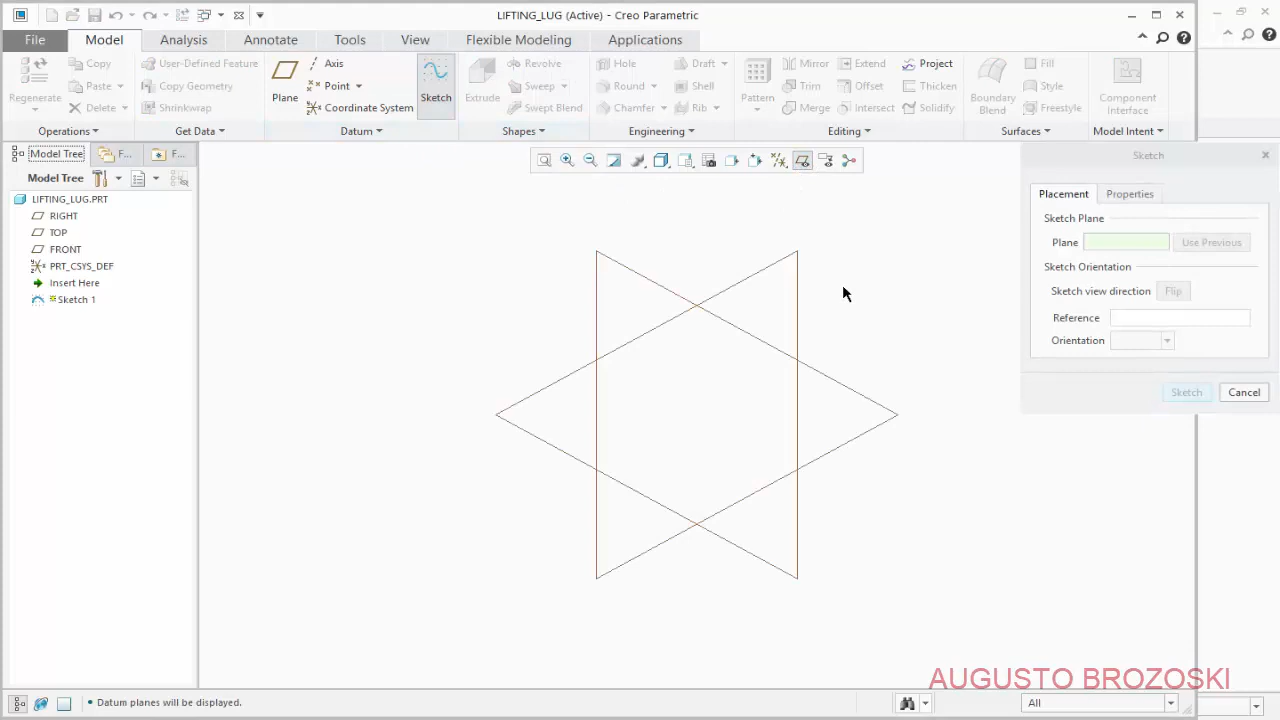 LIFTING_LUG (Active) - Creo Parametric
File Model Analysis Annotate Tools View Flexible Modeling Applications
Regenerate Copy Paste Delete
User-Defined Feature Copy Geometry Shrinkwrap
Plane Axis Point Coordinate System
Sketch
Extrude Revolve Sweep Swept Blend
Hole Round Chamfer Draft Shell Rib
Pattern Mirror Trim Merge Extend Offset Intersect Project Thicken Solidify
Boundary Blend Fill Style Freestyle
Component Interface
Operations Get Data Datum Shapes Engineering Editing Surfaces Model Intent
Model Tree F... F...
Model Tree
LIFTING_LUG.PRT
RIGHT
TOP
FRONT
PRT_CSYS_DEF
Insert Here
Sketch 1
Sketch
Placement Properties
Sketch Plane
Plane Use Previous
Sketch Orientation
Sketch view direction Flip
Reference
Orientation
Sketch Cancel
AUGUSTO BROZOSKI
• Datum planes will be displayed.
All